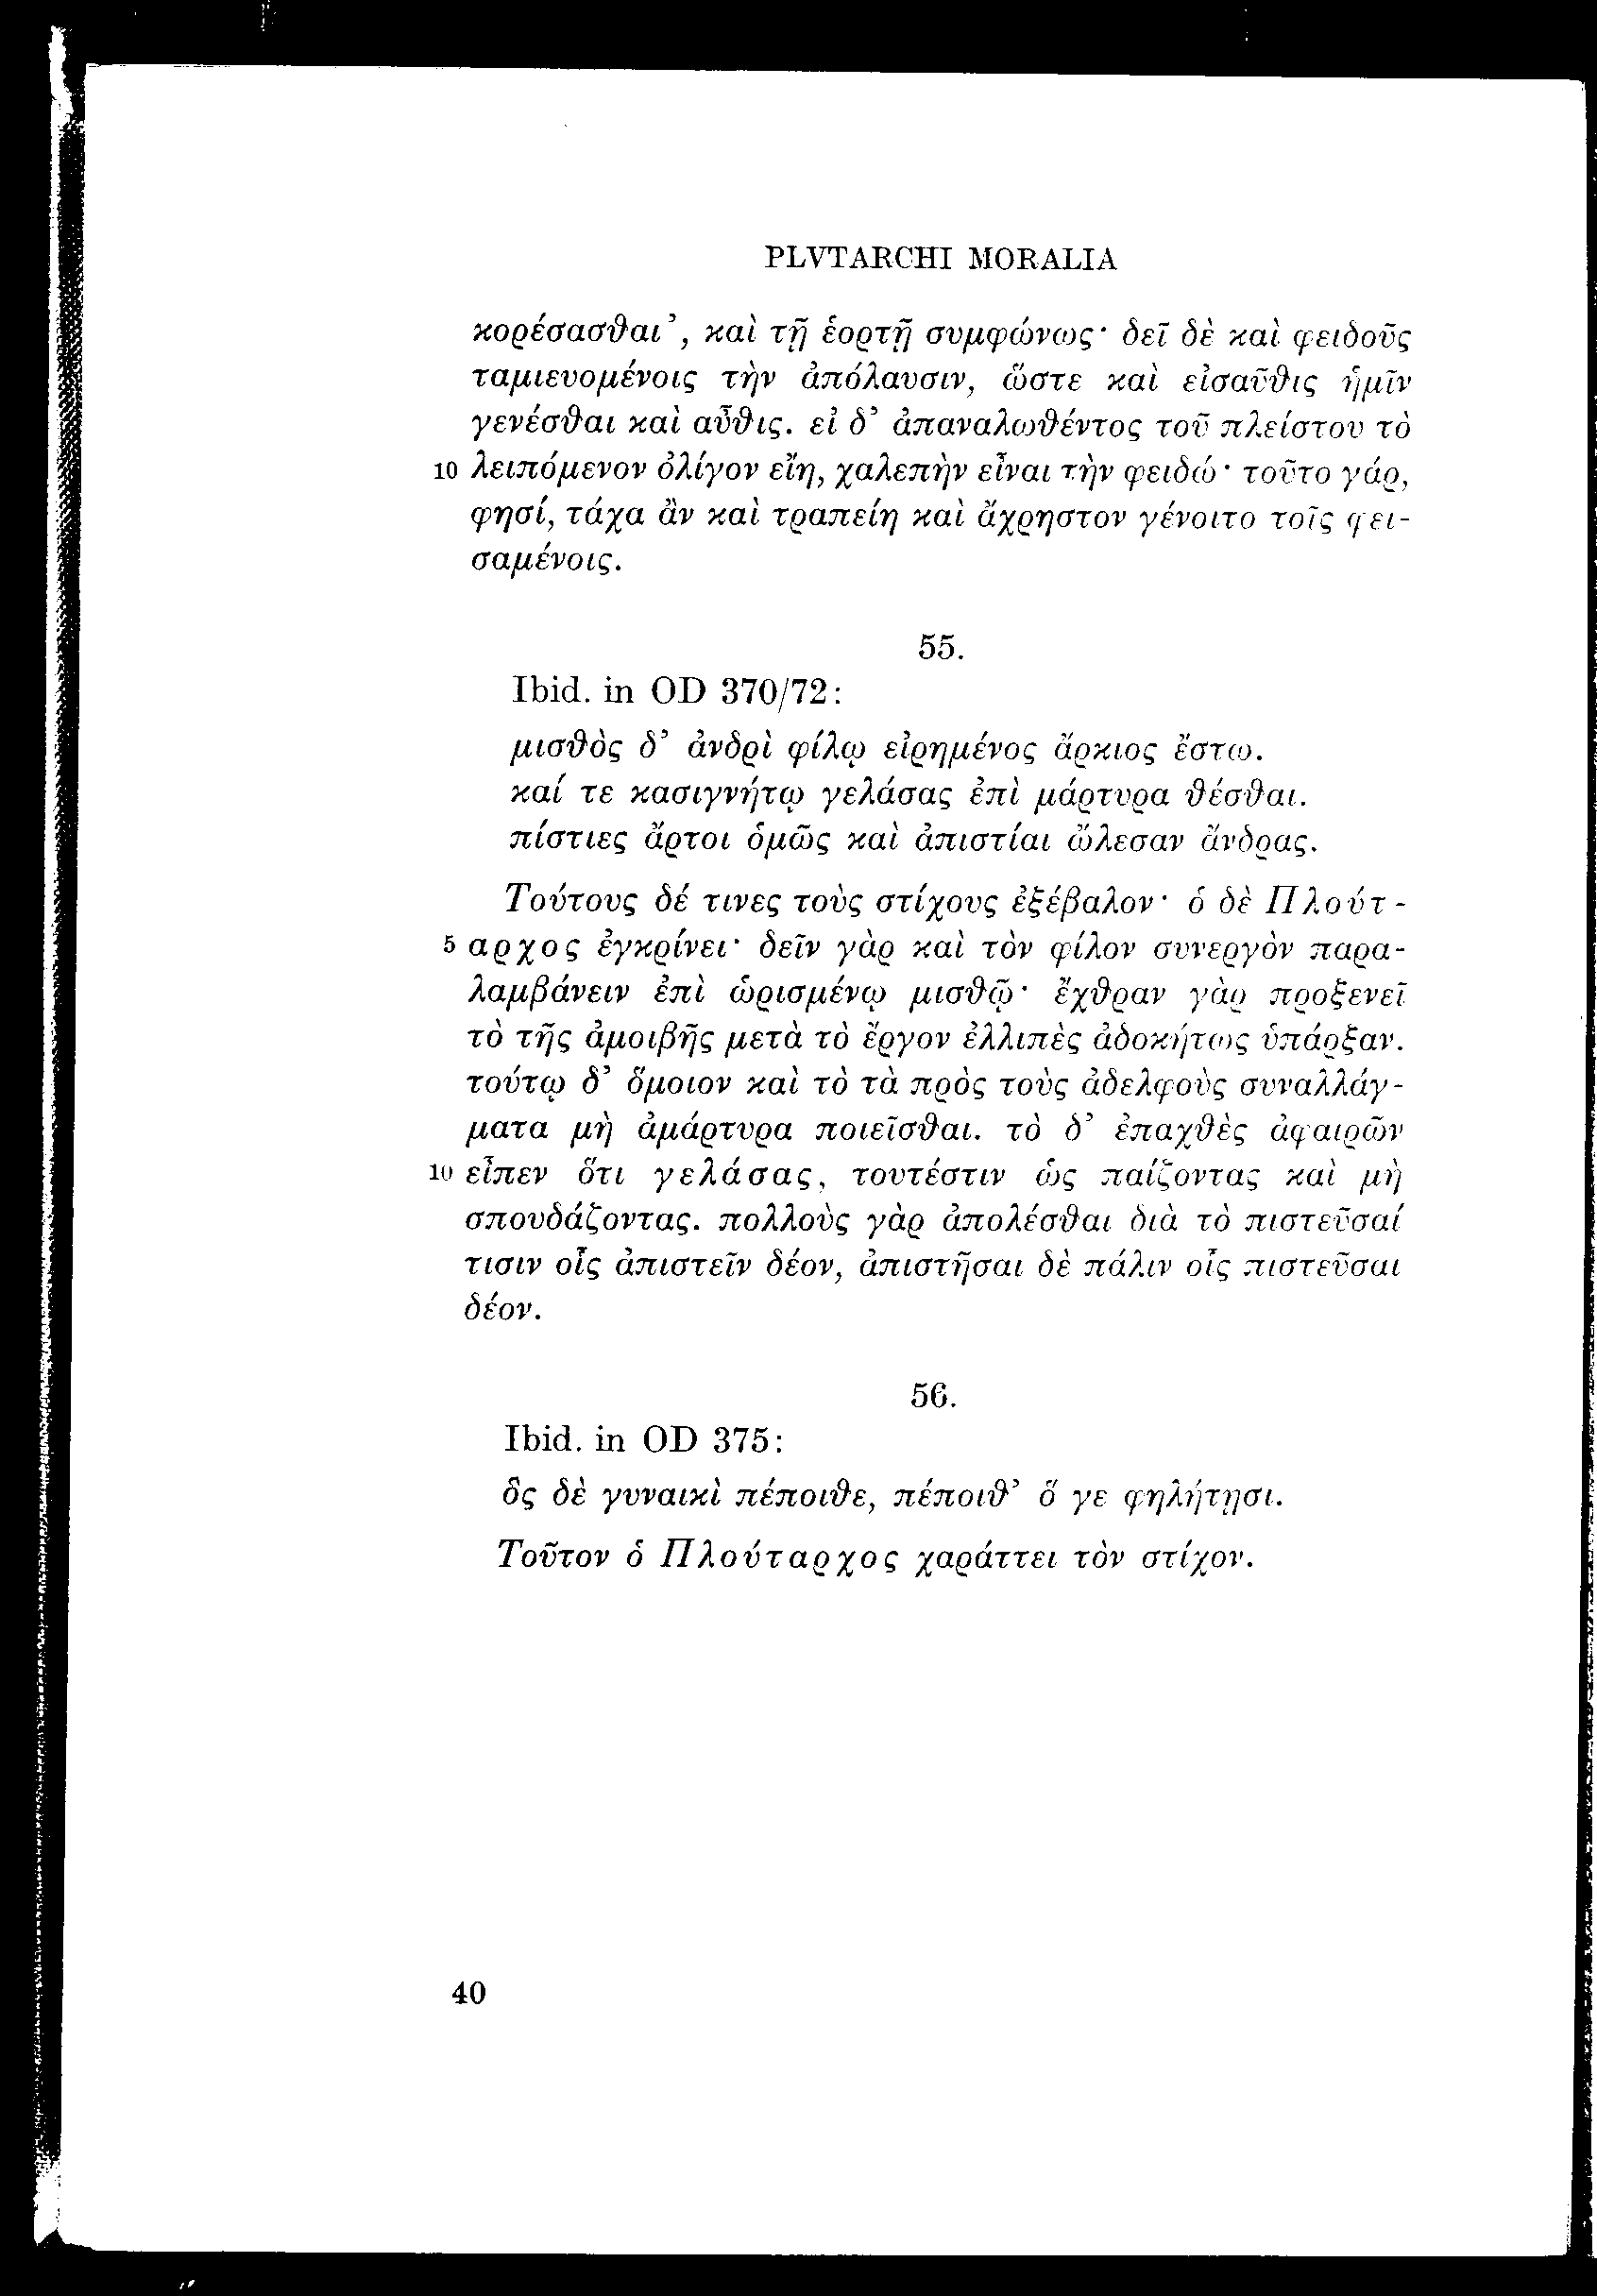 PLVTARCHI MORALIA
κορέσασθαι’, καὶ τῇ ἑορτῇ συμφώνως· δεῖ δὲ καὶ φειδοῦς
ταμιευομένοις τὴν ἀπόλαυσιν, ὥστε καὶ εἰσαῦθις ἡμῖν
γενέσθαι καὶ αὖθις. εἰ δ’ ἀπαναλωθέντος τοῦ πλείστου τὸ
10 λειπόμενον ὀλίγον εἴη, χαλεπὴν εἶναι τὴν φειδώ· τοῦτο γάρ,
φησί, τάχα ἂν καὶ τραπείη καὶ ἄχρηστον γένοιτο τοῖς φει-
σαμένοις.
55.
Ibid. in OD 370/72:
μισθὸς δ’ ἀνδρὶ φίλῳ εἰρημένος ἄρκιος ἔστω.
καί τε κασιγνήτῳ γελάσας ἐπὶ μάρτυρα θέσθαι.
πίστιες ἄρτοι ὁμῶς καὶ ἀπιστίαι ὤλεσαν ἄνδρας.
Τούτους δέ τινες τοὺς στίχους ἐξέβαλον· ὁ δὲ Πλούτ-
5 αρχος ἐγκρίνει· δεῖν γὰρ καὶ τὸν φίλον συνεργὸν παρα-
λαμβάνειν ἐπὶ ὡρισμένῳ μισθῷ· ἔχθραν γὰρ προξενεῖ
τὸ τῆς ἀμοιβῆς μετὰ τὸ ἔργον ἐλλιπὲς ἀδοκήτως ὑπάρξαν.
τούτῳ δ’ ὅμοιον καὶ τὸ τὰ πρὸς τοὺς ἀδελφοὺς συναλλάγ-
ματα μὴ ἀμάρτυρα ποιεῖσθαι. τὸ δ’ ἐπαχθὲς ἀφαιρῶν
10 εἶπεν ὅτι γελάσας, τουτέστιν ὡς παίζοντας καὶ μὴ
σπουδάζοντας. πολλοὺς γὰρ ἀπολέσθαι διὰ τὸ πιστεῦσαί
τισιν οἷς ἀπιστεῖν δέον, ἀπιστῆσαι δὲ πάλιν οἷς πιστεῦσαι
δέον.
56.
Ibid. in OD 375:
ὃς δὲ γυναικὶ πέποιθε, πέποιθ’ ὅ γε φηλήτῃσι.
Τοῦτον ὁ Πλούταρχος χαράττει τὸν στίχον.
40